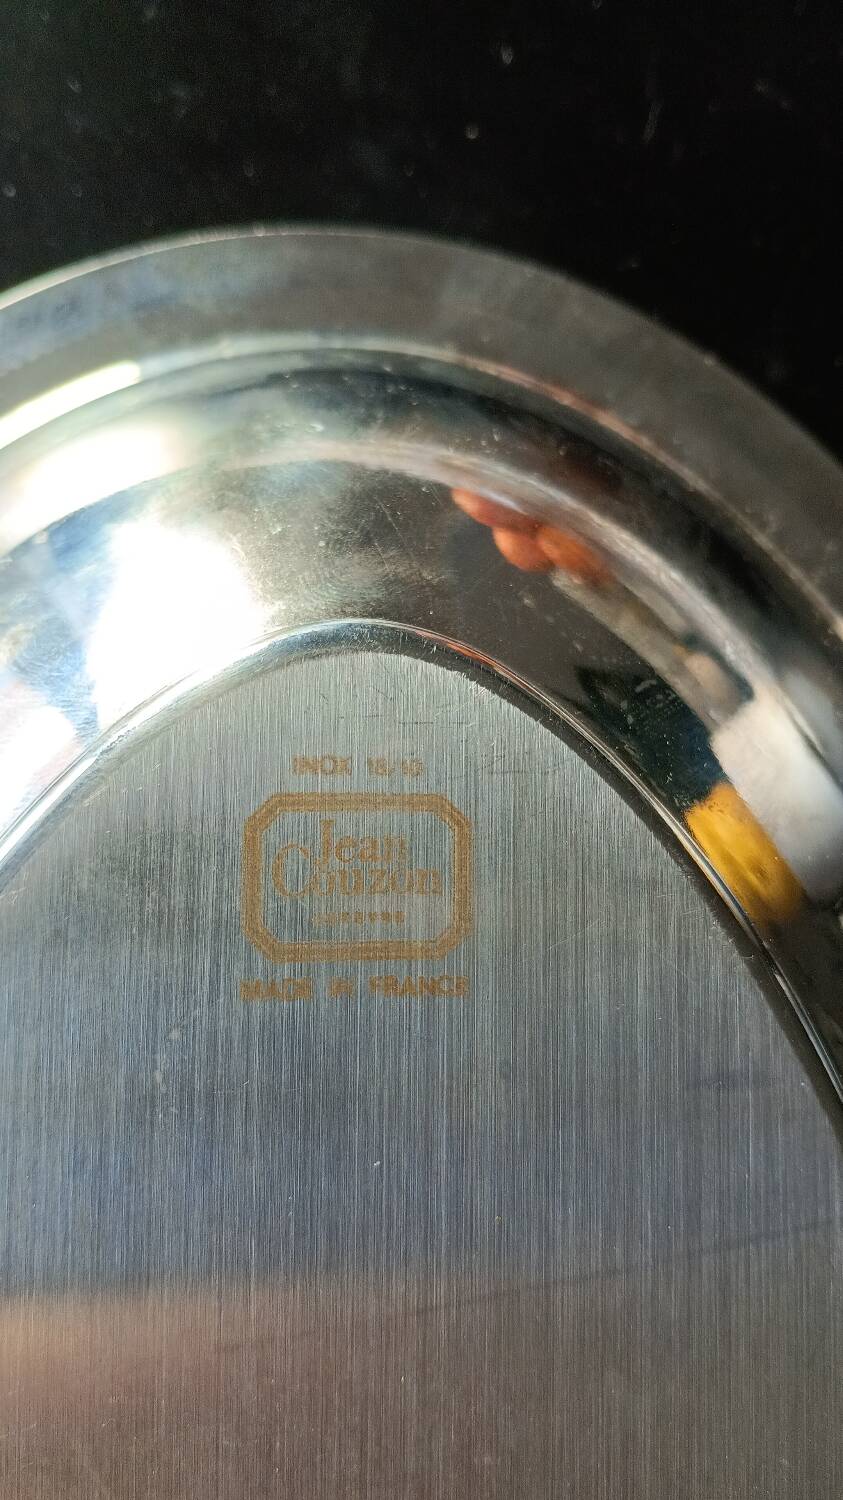 INOX 18/10
Jean
Couzon
MADE IN FRANCE